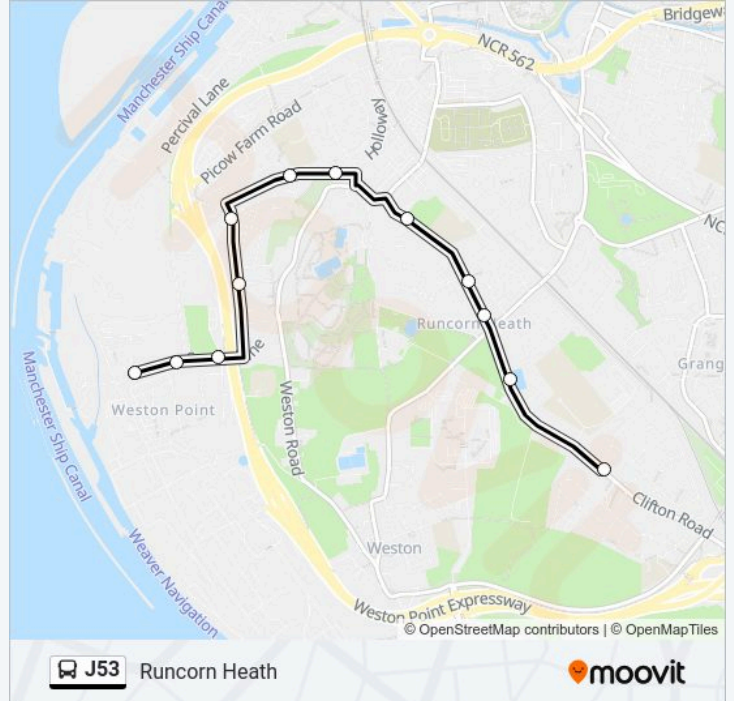 Bridgew
Manchester Ship Canal
NCR 562
Percival Lane
Picow Farm Road
Holloway
NC
Runcorn Heath
ne
Grang
Weston Point
Weston Road
Manchester Ship Canal
Clifton Road
Weston
Weaver Navigation
Weston Point Expressway
© OpenStreetMap contributors | © OpenMapTiles
J53 Runcorn Heath
moovit